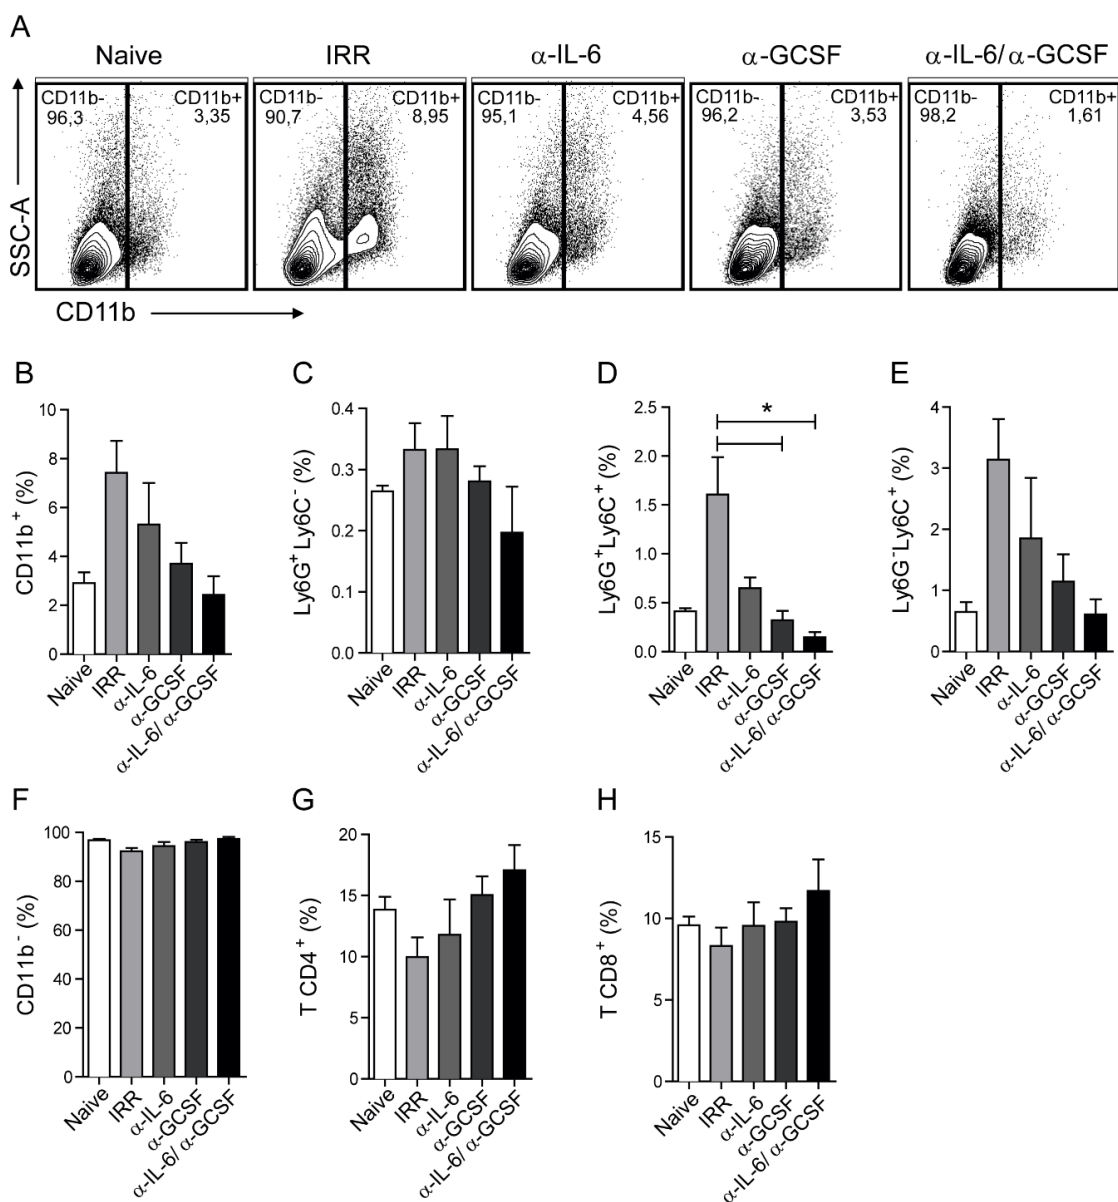 A
Naive
IRR
α-IL-6
α-GCSF
α-IL-6/ α-GCSF
SSC-A
CD11b- CD11b+
96,3 3,35
CD11b- CD11b+
90,7 8,95
CD11b- CD11b+
95,1 4,56
CD11b- CD11b+
96,2 3,53
CD11b- CD11b+
98,2 1,61
CD11b
B
CD11b+ (%)
10
8
6
4
2
0
Naive
IRR
α-IL-6
α-GCSF
α-IL-6/ α-GCSF
C
Ly6G+Ly6C- (%)
0.4
0.3
0.2
0.1
0.0
Naive
IRR
α-IL-6
α-GCSF
α-IL-6/ α-GCSF
D
Ly6G+Ly6C+ (%)
2.5
2.0
1.5
1.0
0.5
0.0
*
Naive
IRR
α-IL-6
α-GCSF
α-IL-6/ α-GCSF
E
Ly6G-Ly6C+ (%)
4
3
2
1
0
Naive
IRR
α-IL-6
α-GCSF
α-IL-6/ α-GCSF
F
CD11b- (%)
100
80
60
40
20
0
Naive
IRR
α-IL-6
α-GCSF
α-IL-6/ α-GCSF
G
T CD4+ (%)
20
15
10
5
0
Naive
IRR
α-IL-6
α-GCSF
α-IL-6/ α-GCSF
H
T CD8+ (%)
15
10
5
0
Naive
IRR
α-IL-6
α-GCSF
α-IL-6/ α-GCSF